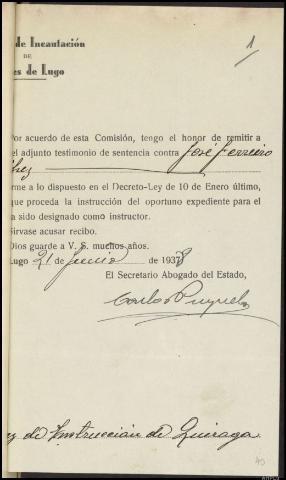 de Incautación
DE
es de Lugo
1
Por acuerdo de esta Comisión, tengo el honor de remitir a
el adjunto testimonio de sentencia contra José Ferreiro
rme a lo dispuesto en el Decreto-Ley de 10 de Enero último,
que proceda la instrucción del oportuno expediente para el
a sido designado como instructor.
Sirvase acusar recibo.
Dios guarde a V. S. muchos años.
Lugo 21 de Junio de 1938
El Secretario Abogado del Estado,
Carlos
ez de Instrucción de Quiroga.